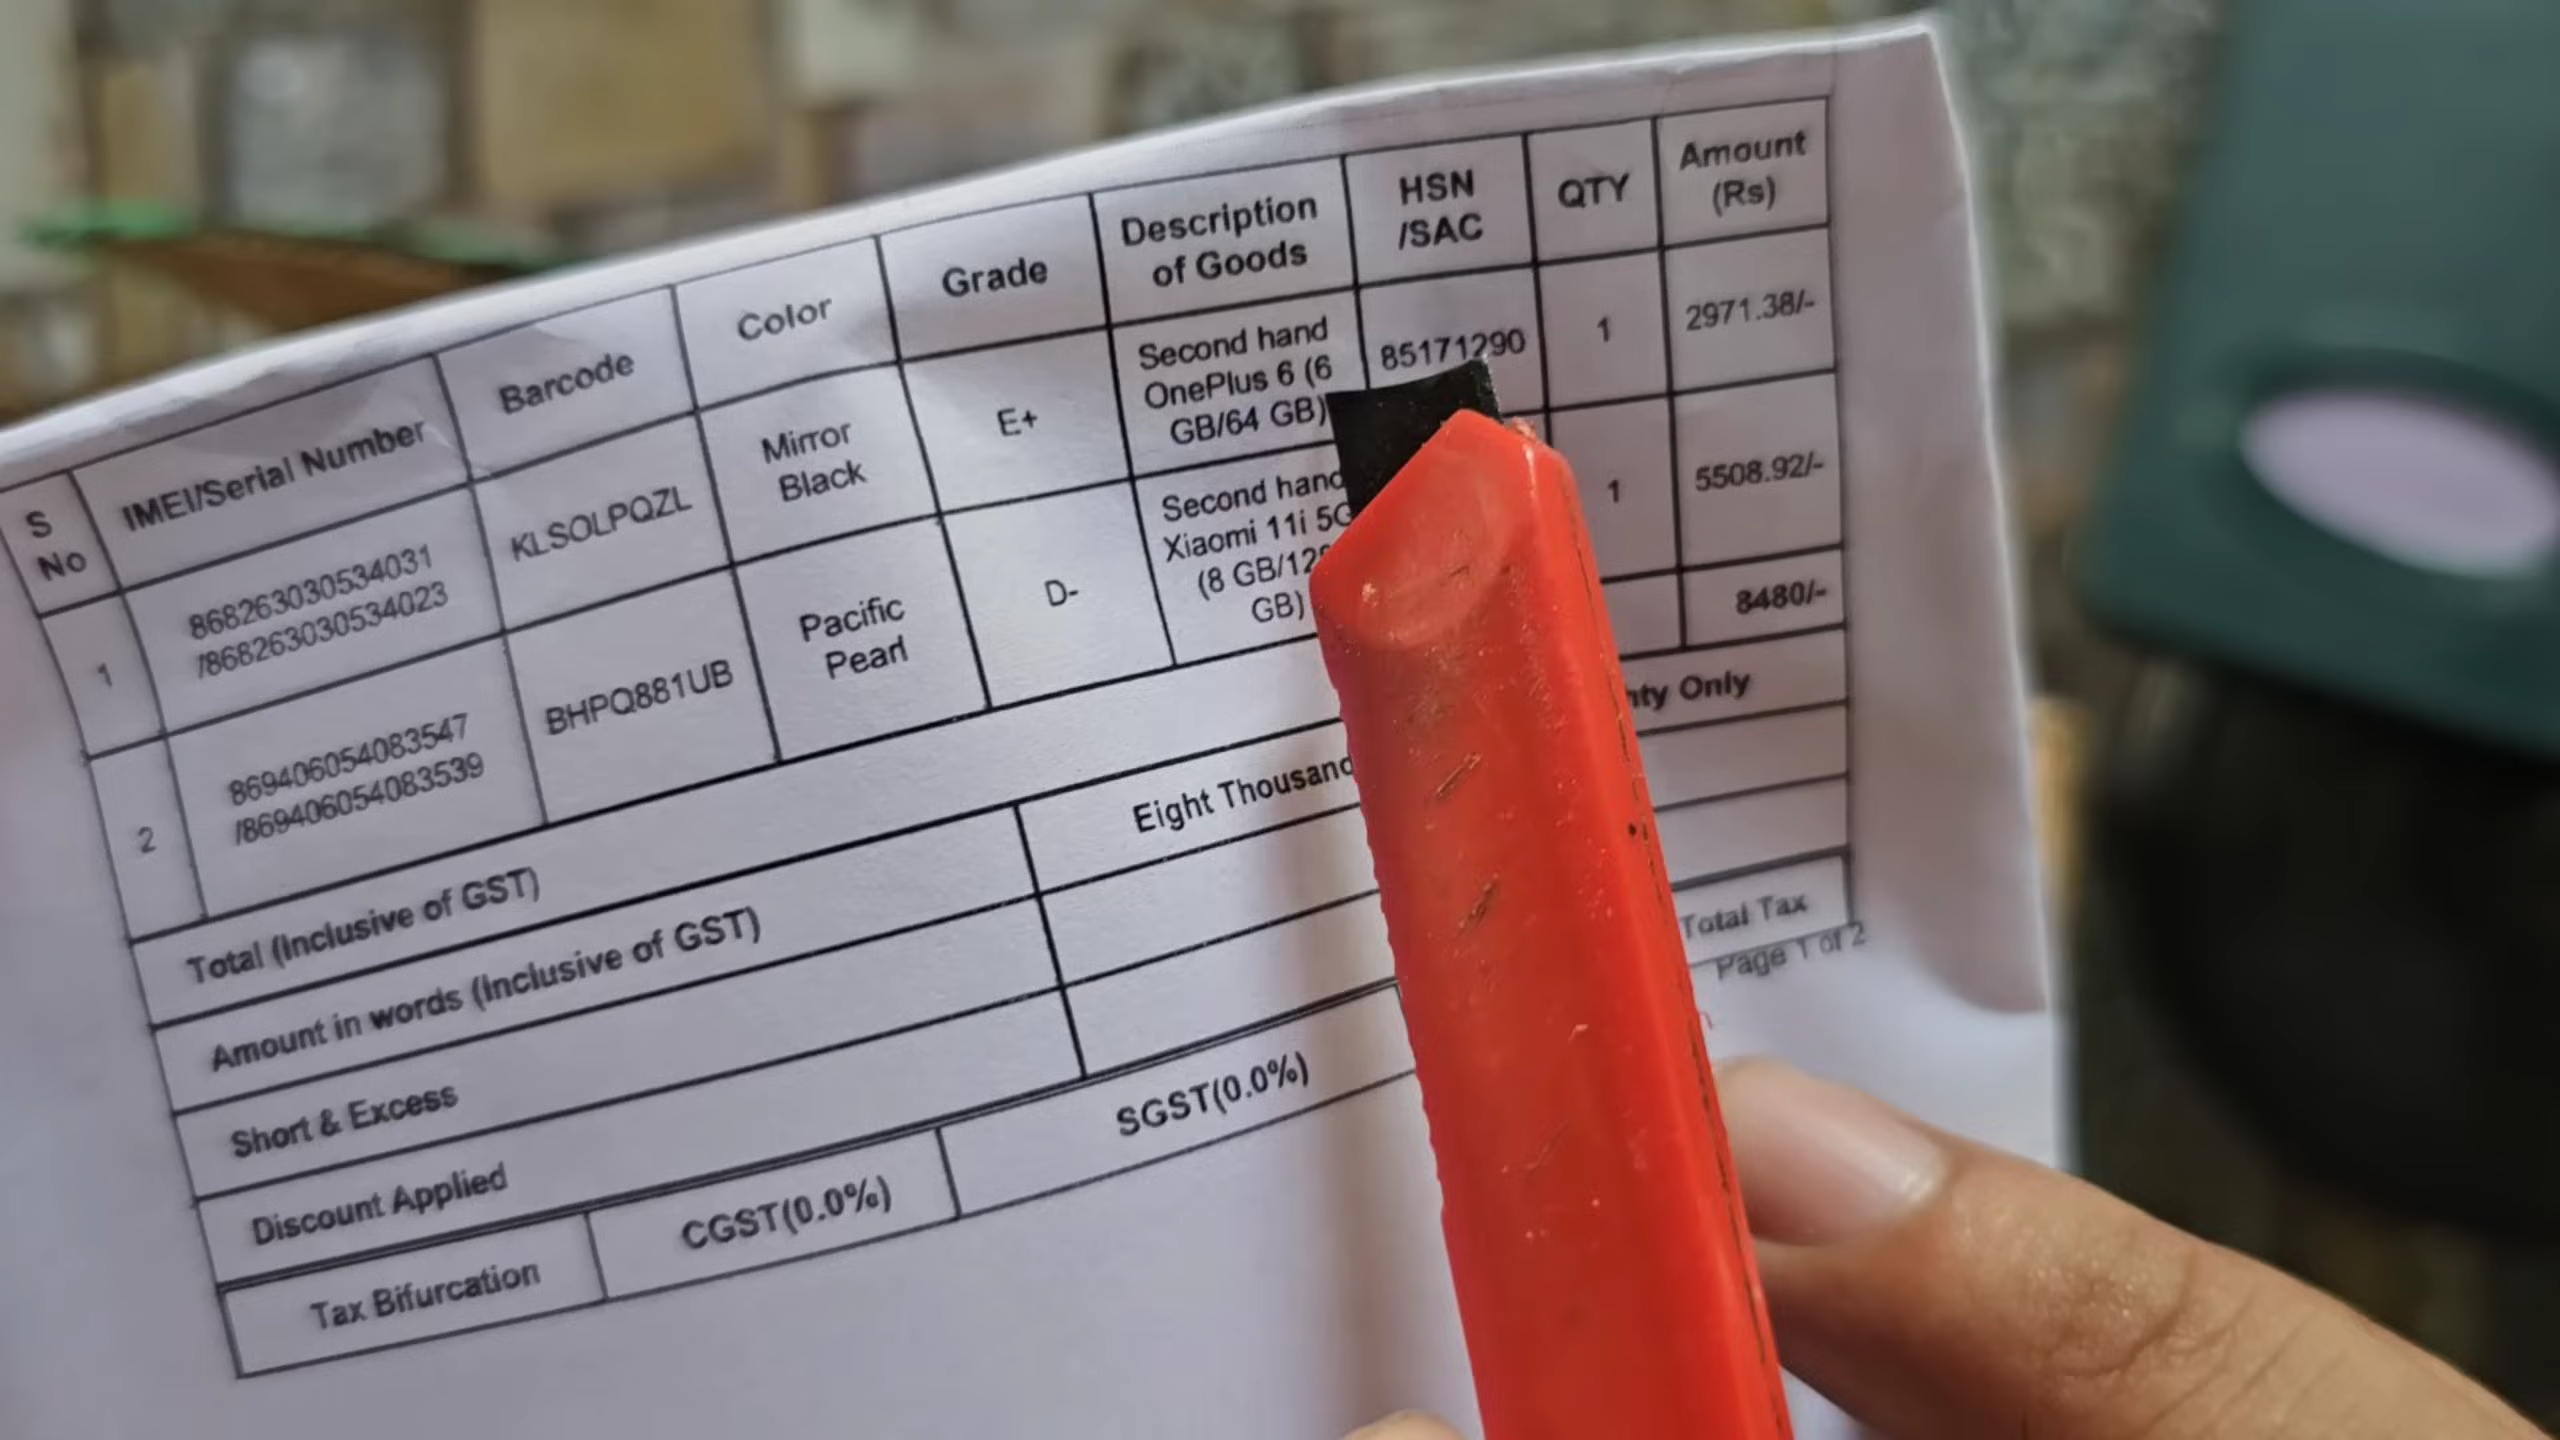 S
No
IMEI/Serial Number
Barcode
Color
Grade
Description
of Goods
HSN
/SAC
QTY
Amount
(Rs)
1
868263030534031
/868263030534023
KLSOLPQZL
Mirror
Black
E+
Second hand
OnePlus 6 (6
GB/64 GB)
85171290
1
2971.38/-
2
869406054083547
/869406054083539
BHPQ881UB
Pacific
Pearl
D-
Second hand
Xiaomi 11i 5G
(8 GB/128
GB)
1
5508.92/-
Total (Inclusive of GST)
8480/-
Amount in words (Inclusive of GST)
Eight Thousand
Only
Short & Excess
Discount Applied
Tax Bifurcation
CGST(0.0%)
SGST(0.0%)
Total Tax
Page 1 of 2